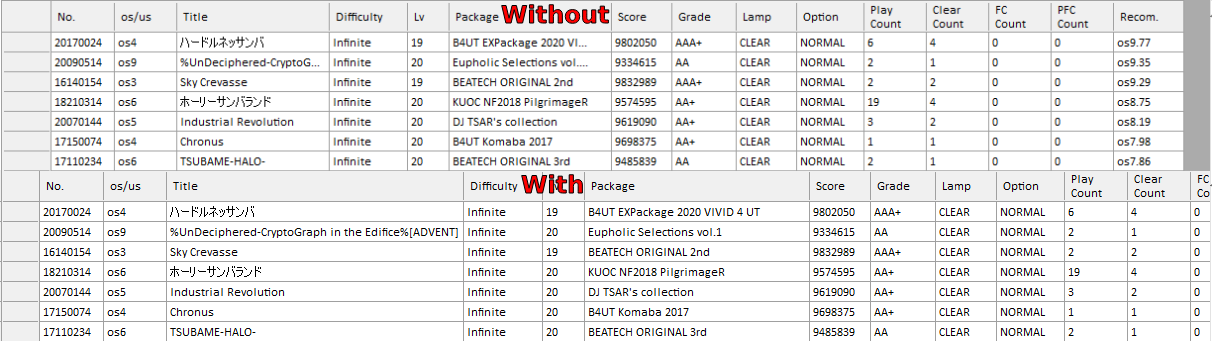 No. os/us Title Difficulty Lv Package Without Score Grade Lamp Option Play Count Clear Count FC Count PFC Count Recom.
20170024 os4 ハードルネッサンバ Infinite 19 B4UT EXPackage 2020 VI... 9802050 AAA+ CLEAR NORMAL 6 4 0 0 os9.77
20090514 os9 %UnDeciphered-CryptoG... Infinite 20 Eupholic Selections vol.... 9334615 AA CLEAR NORMAL 2 1 0 0 os9.35
16140154 os3 Sky Crevasse Infinite 19 BEATECH ORIGINAL 2nd 9832989 AAA+ CLEAR NORMAL 2 2 0 0 os9.29
18210314 os6 ホーリーサンバランド Infinite 20 KUOC NF2018 PilgrimageR 9574595 AA+ CLEAR NORMAL 19 4 0 0 os8.75
20070144 os5 Industrial Revolution Infinite 20 DJ TSAR's collection 9619090 AA+ CLEAR NORMAL 3 2 0 0 os8.19
17150074 os4 Chronus Infinite 20 B4UT Komaba 2017 9698375 AA+ CLEAR NORMAL 1 1 0 0 os7.98
17110234 os6 TSUBAME-HALO- Infinite 20 BEATECH ORIGINAL 3rd 9485839 AA CLEAR NORMAL 2 1 0 0 os7.86
No. os/us Title Difficulty With Package Score Grade Lamp Option Play Count Clear Count FC Co
20170024 os4 ハードルネッサンバ Infinite 19 B4UT EXPackage 2020 VIVID 4 UT 9802050 AAA+ CLEAR NORMAL 6 4 0
20090514 os9 %UnDeciphered-CryptoGraph in the Edifice%[ADVENT] Infinite 20 Eupholic Selections vol.1 9334615 AA CLEAR NORMAL 2 1 0
16140154 os3 Sky Crevasse Infinite 19 BEATECH ORIGINAL 2nd 9832989 AAA+ CLEAR NORMAL 2 2 0
18210314 os6 ホーリーサンバランド Infinite 20 KUOC NF2018 PilgrimageR 9574595 AA+ CLEAR NORMAL 19 4 0
20070144 os5 Industrial Revolution Infinite 20 DJ TSAR's collection 9619090 AA+ CLEAR NORMAL 3 2 0
17150074 os4 Chronus Infinite 20 B4UT Komaba 2017 9698375 AA+ CLEAR NORMAL 1 1 0
17110234 os6 TSUBAME-HALO- Infinite 20 BEATECH ORIGINAL 3rd 9485839 AA CLEAR NORMAL 2 1 0